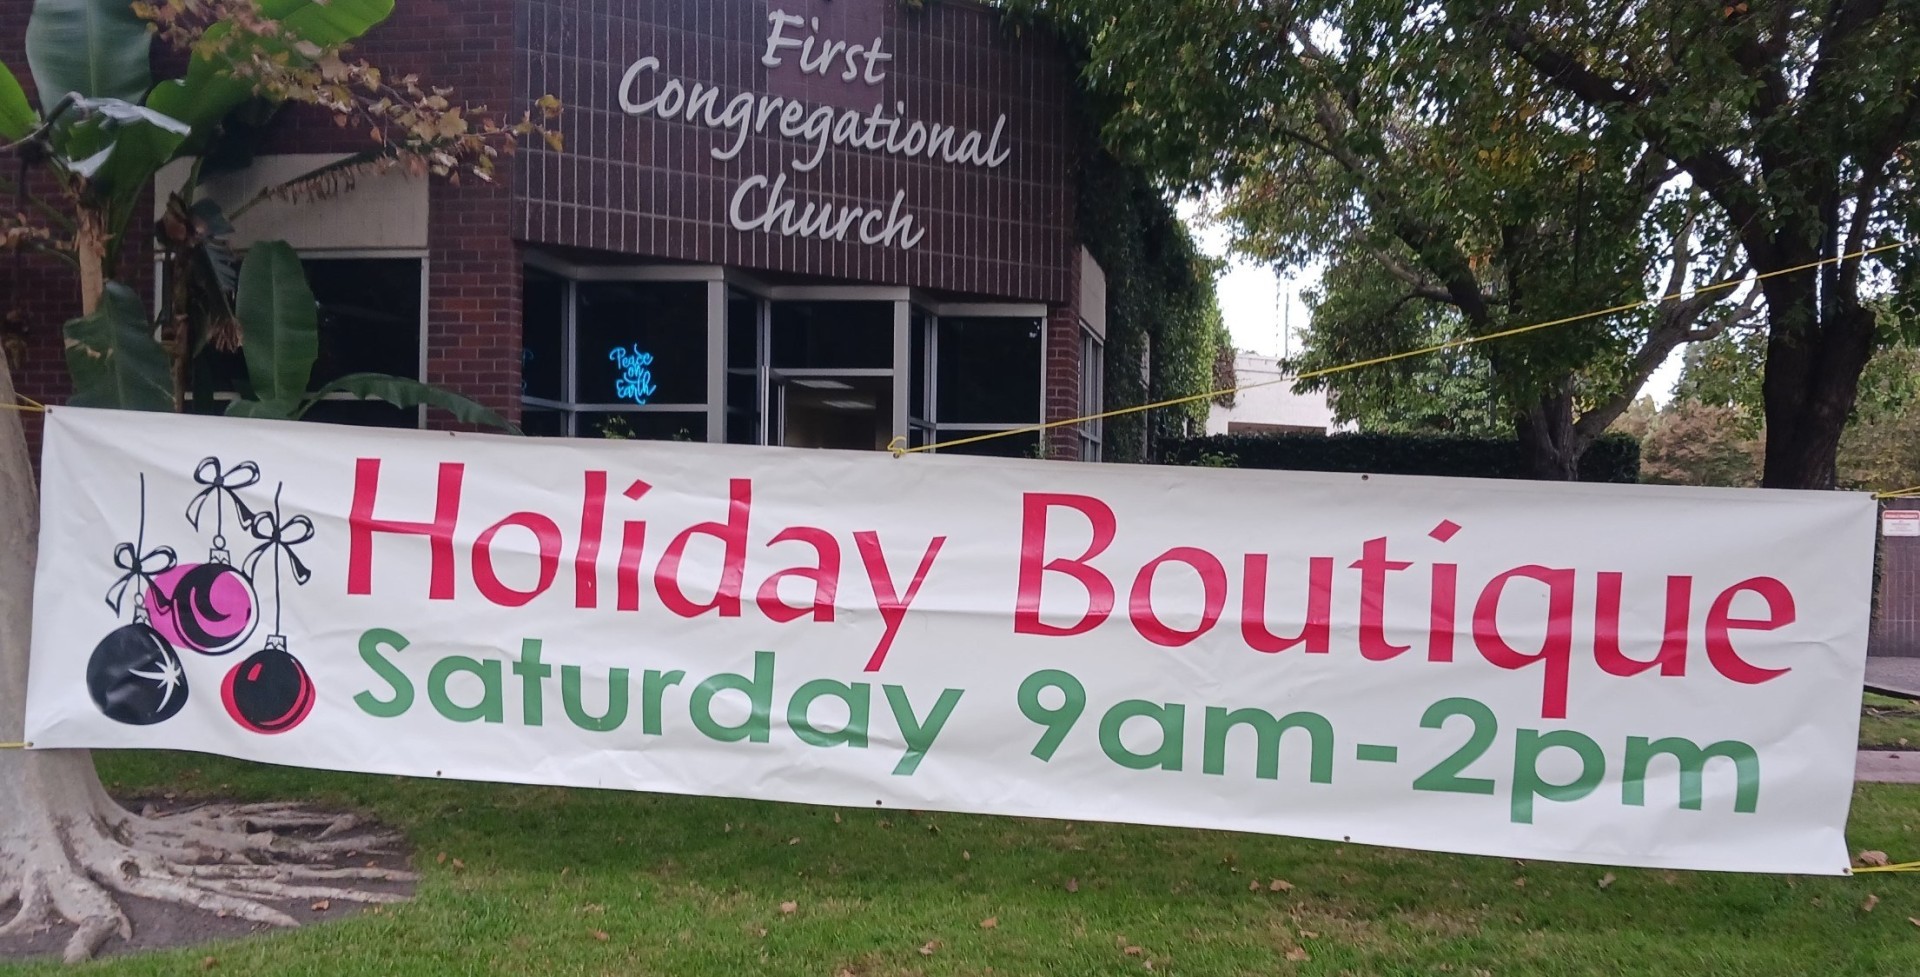 First
Congregational
Church
Peace
on
Earth
Holiday Boutique
Saturday 9am-2pm